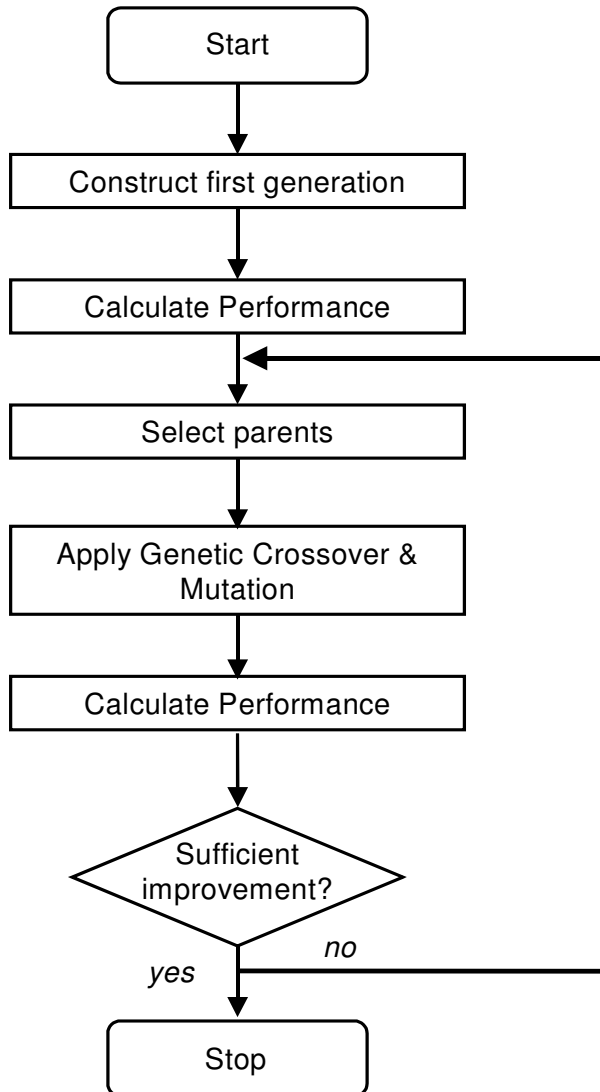 Start
Construct first generation
Calculate Performance
Select parents
Apply Genetic Crossover &
Mutation
Calculate Performance
Sufficient
improvement?
no
yes
Stop